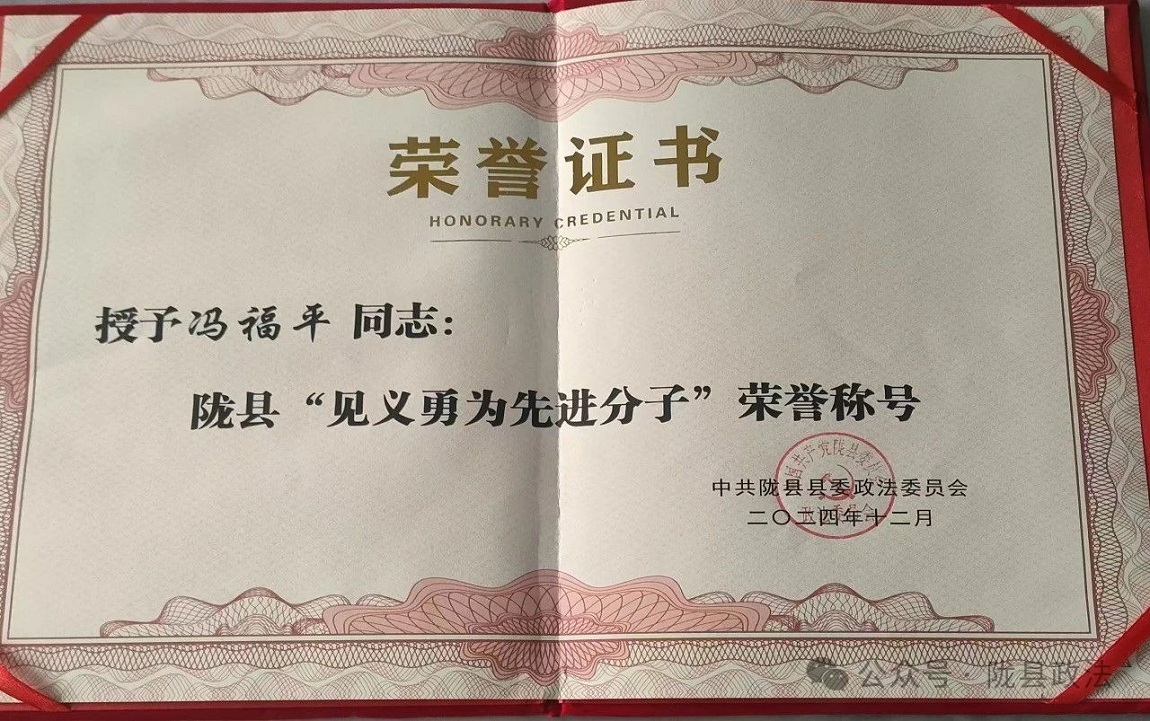 荣誉证书
HONORARY CREDENTIAL
授予冯福平 同志：
陇县“见义勇为先进分子”荣誉称号
中共陇县县委政法委员会
二〇二四年十二月
公众号·陇县政法